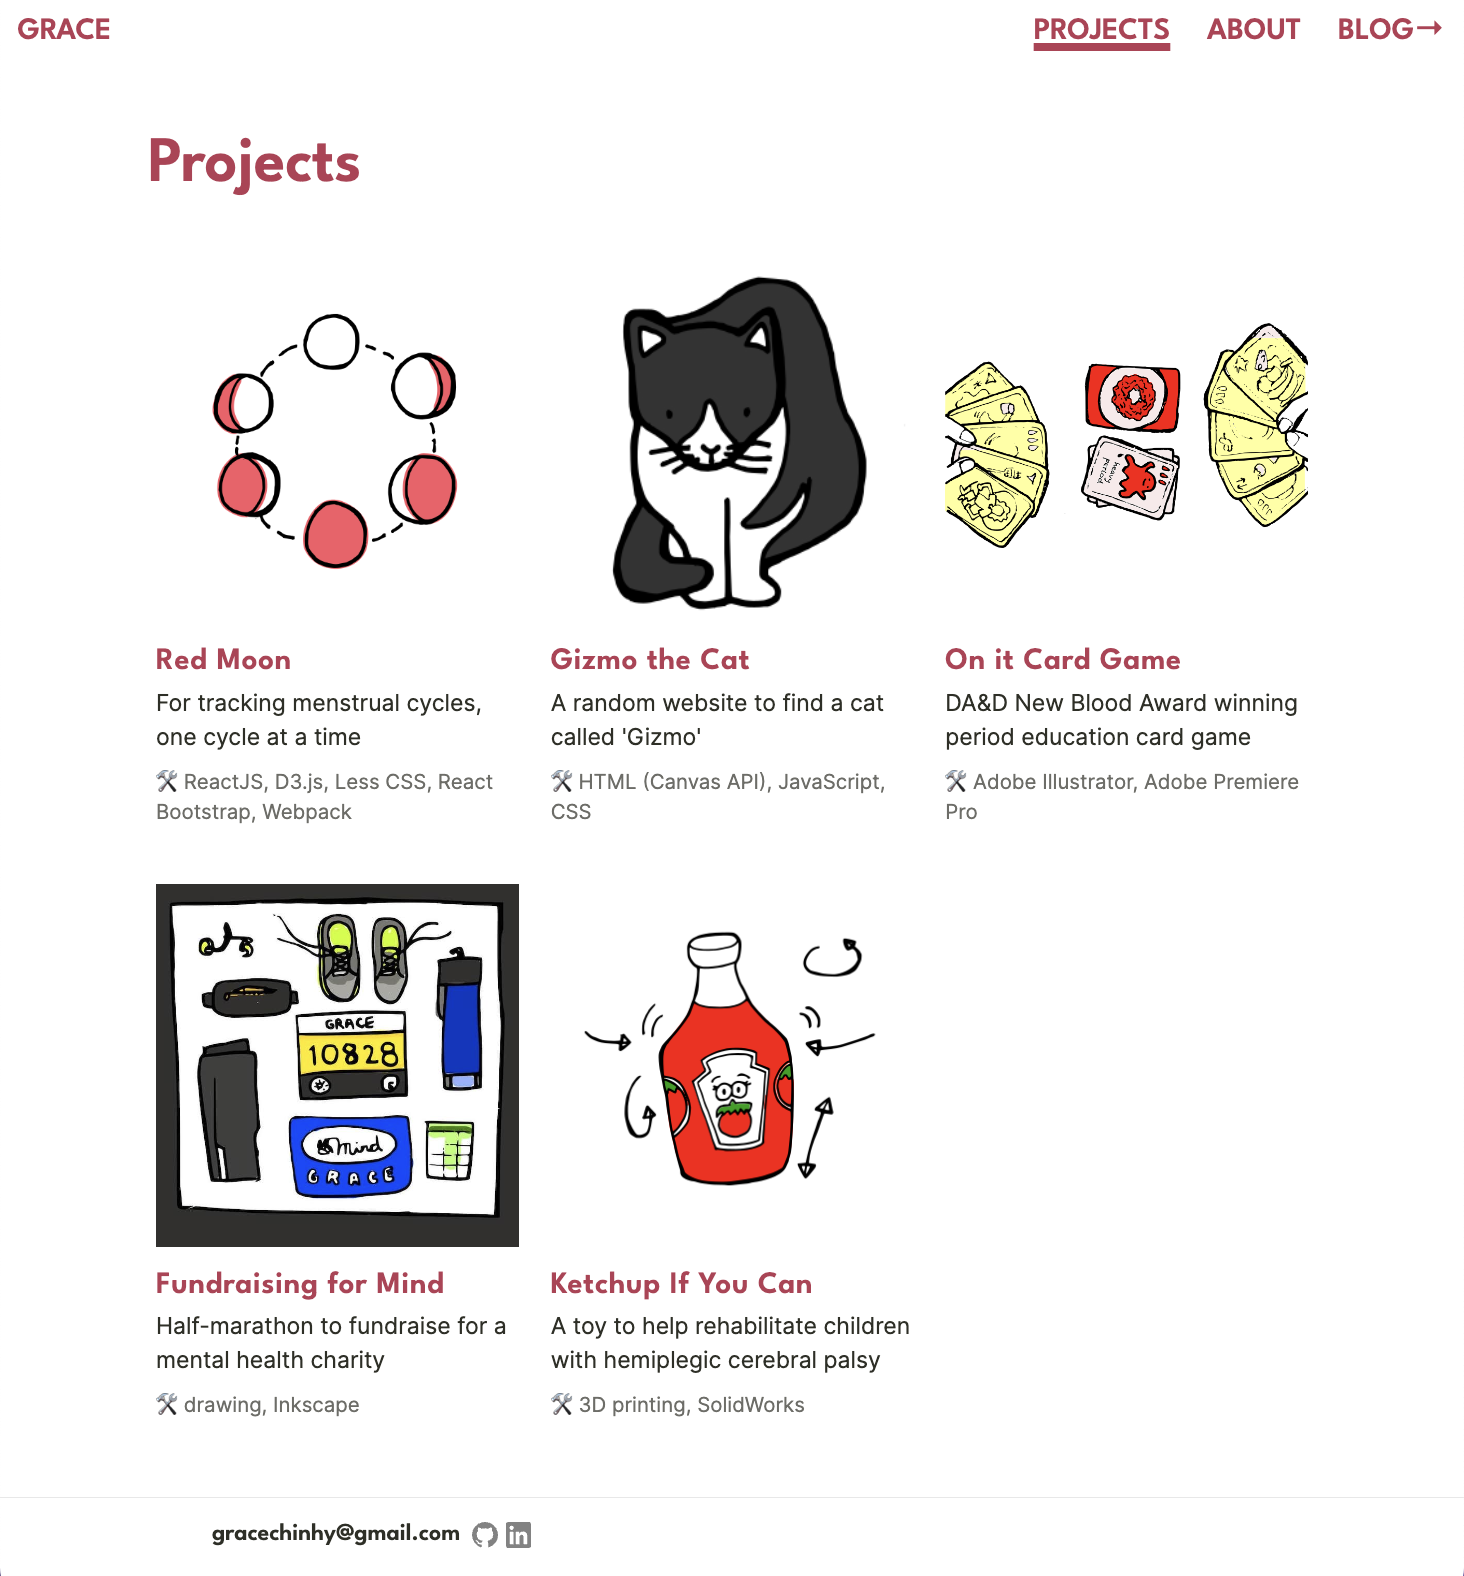 GRACE
PROJECTS ABOUT BLOG→
Projects
Red Moon
For tracking menstrual cycles,
one cycle at a time
🛠 ReactJS, D3.js, Less CSS, React
Bootstrap, Webpack
Gizmo the Cat
A random website to find a cat
called 'Gizmo'
🛠 HTML (Canvas API), JavaScript,
CSS
heavy
period
On it Card Game
DA&D New Blood Award winning
period education card game
🛠 Adobe Illustrator, Adobe Premiere
Pro
GRACE
10828
mind
GRACE
Fundraising for Mind
Half-marathon to fundraise for a
mental health charity
🛠 drawing, Inkscape
Ketchup If You Can
A toy to help rehabilitate children
with hemiplegic cerebral palsy
🛠 3D printing, SolidWorks
gracechinhy@gmail.com
in